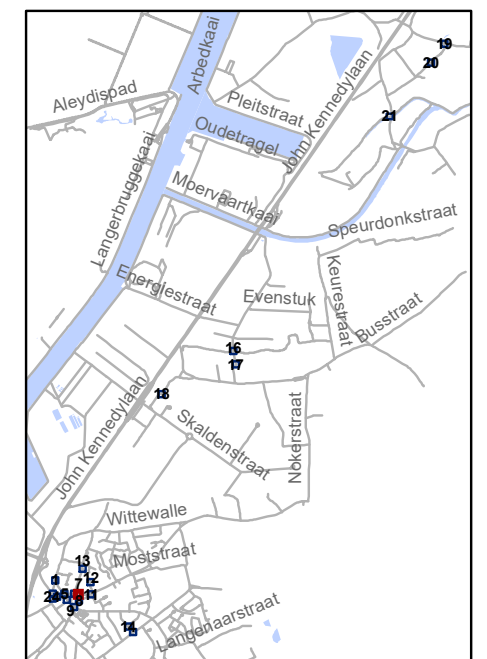 Arbedkaai
19
20
Aleydispad
Pleitstraat
John Kennedylaan
21
Oudetragel
Langerbruggekaai
Moervaartkaai
Speurdonkstraat
Energiestraat
Evenstuk
Keurestraat
Busstraat
16
17
18
John Kennedylaan
Skaldenstraat
Nokerstraat
Wittewalle
Moststraat
13
12
7
11
9
Langenaarstraat